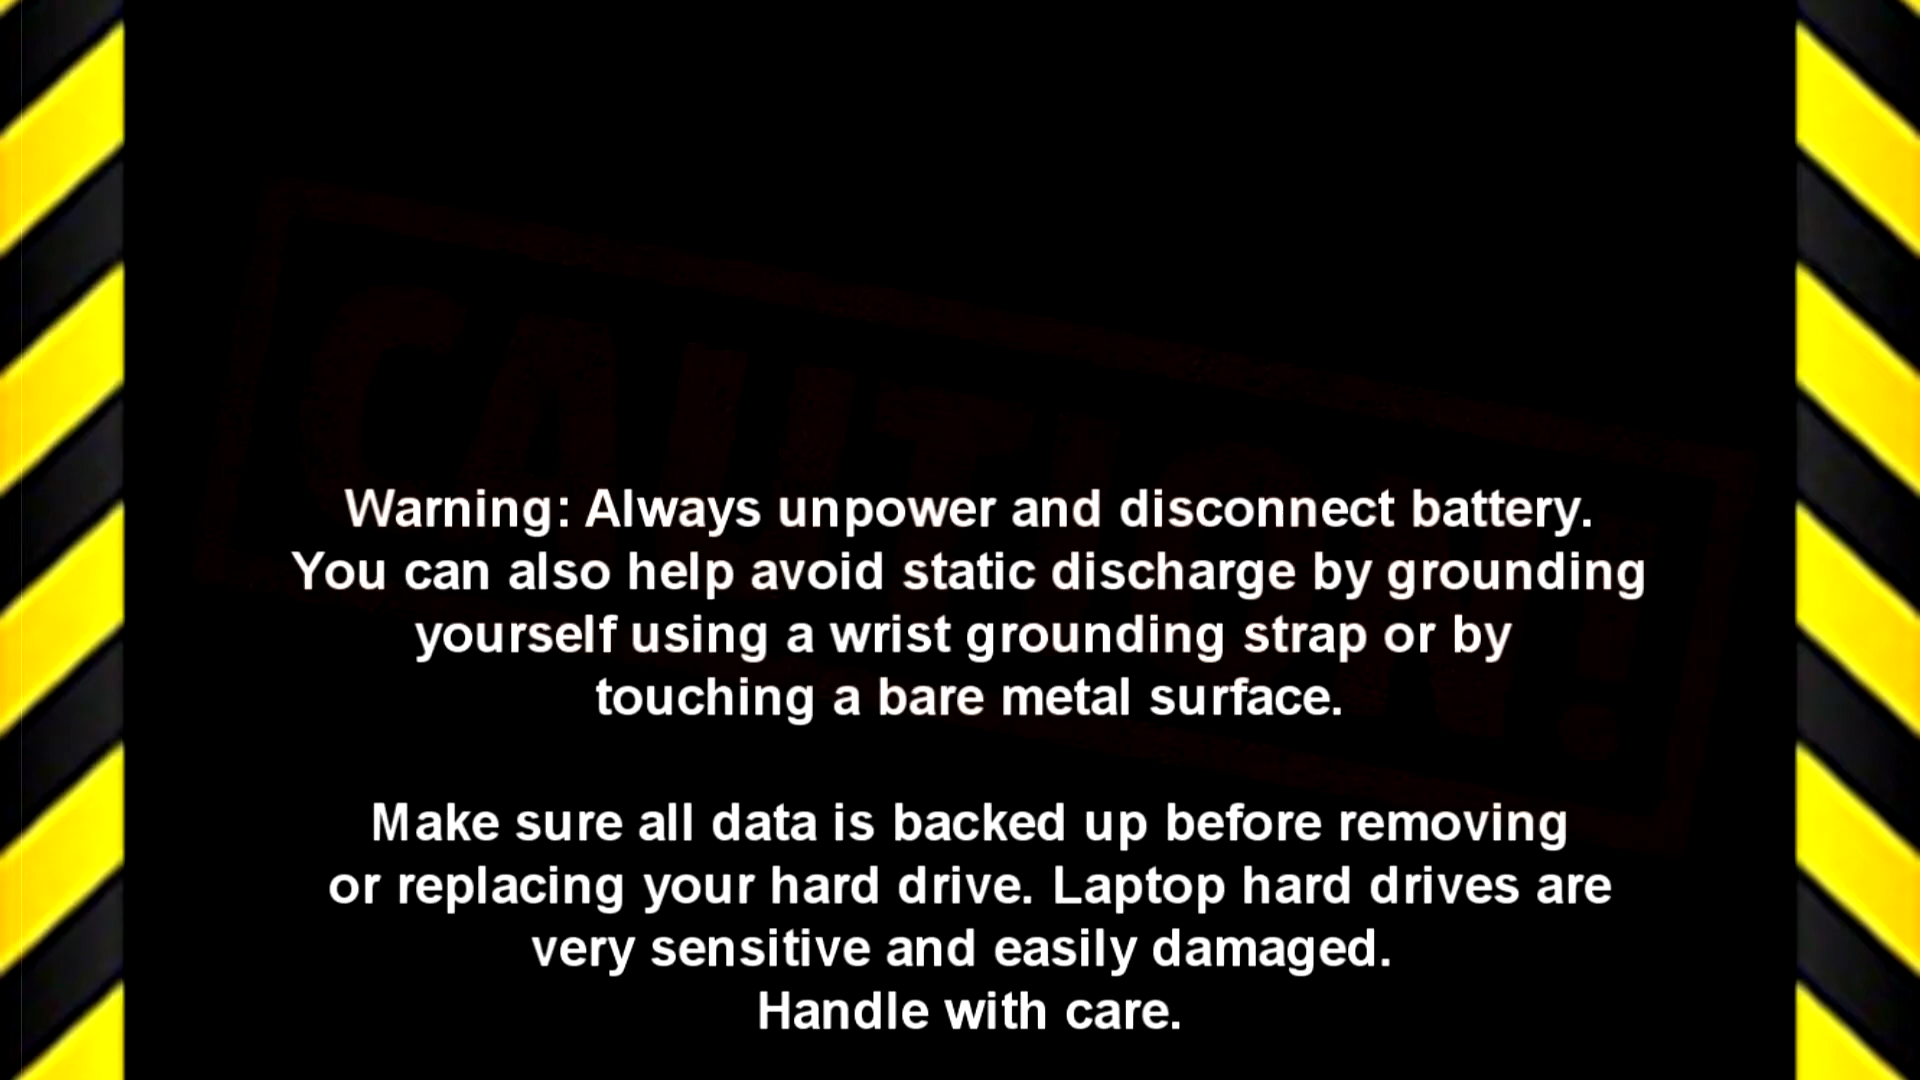 CAUTION!
Warning: Always unpower and disconnect battery.
You can also help avoid static discharge by grounding
yourself using a wrist grounding strap or by
touching a bare metal surface.
Make sure all data is backed up before removing
or replacing your hard drive. Laptop hard drives are
very sensitive and easily damaged.
Handle with care.